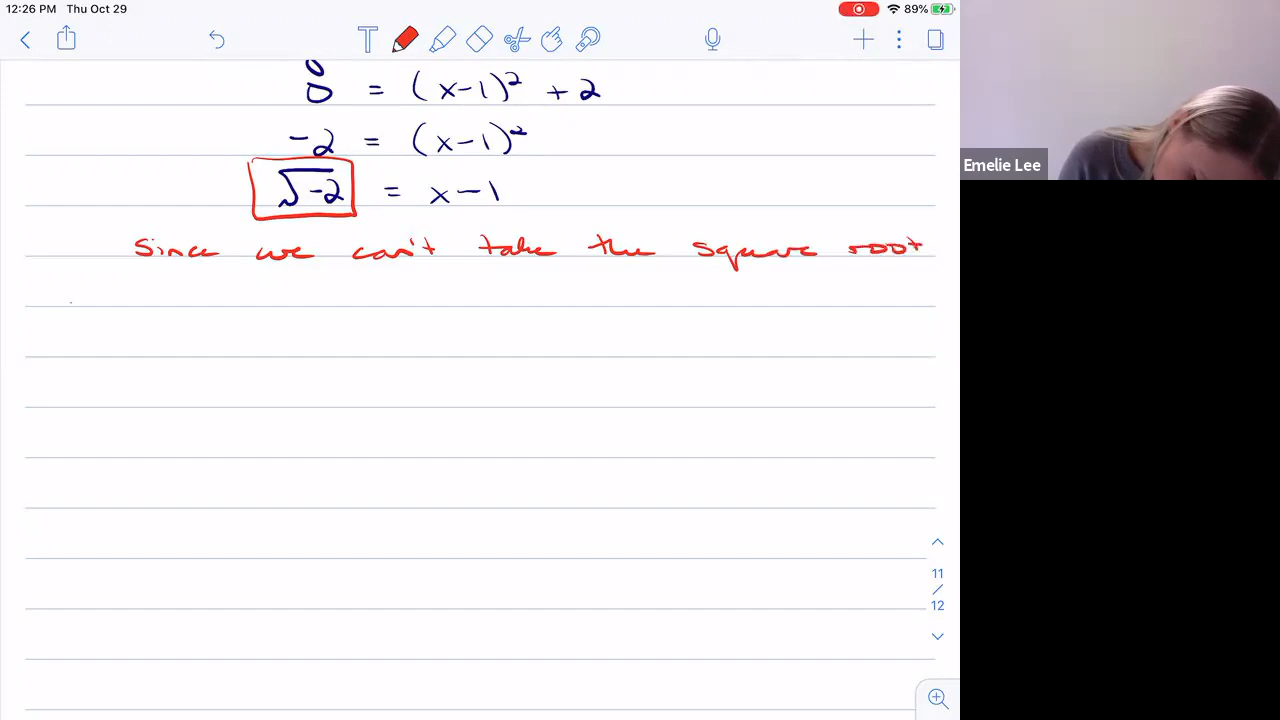 12:26 PM Thu Oct 29
89%
T
0 = (x-1)² + 2
-2 = (x-1)²
√-2 = x-1
Since we can't take the square root
Emelie Lee
11
/
12